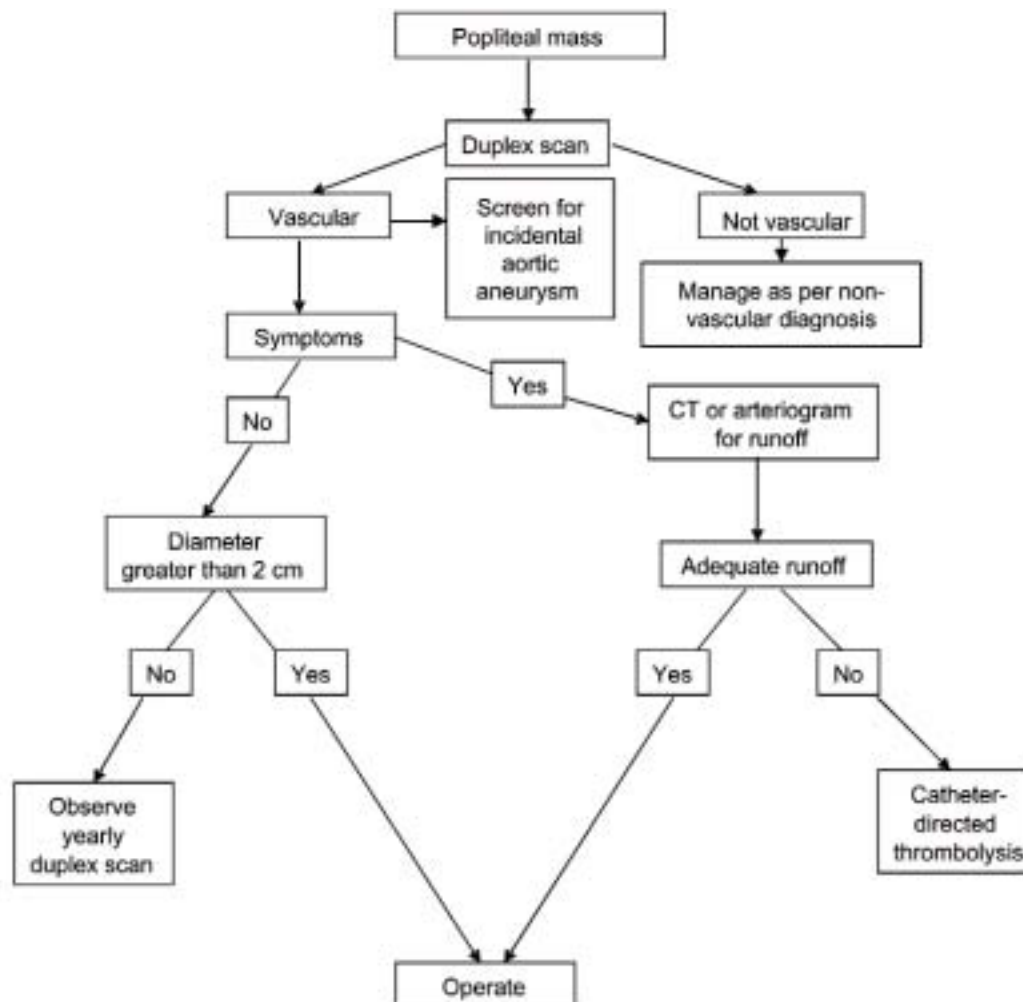 Popliteal mass
Duplex scan
Vascular
Screen for
incidental
aortic
aneurysm
Not vascular
Manage as per non-
vascular diagnosis
Symptoms
Yes
No
CT or arteriogram
for runoff
Diameter
greater than 2 cm
Adequate runoff
No
Yes
Yes
No
Observe
yearly
duplex scan
Catheter-
directed
thrombolysis
Operate